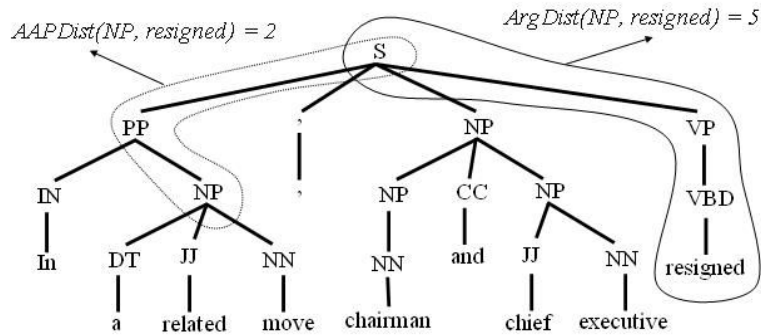 AAPDist(NP, resigned) = 2
ArgDist(NP, resigned) = 5
S
PP , NP VP
IN NP , NP CC NP VBD
In DT JJ NN NN and JJ NN resigned
a related move chairman chief executive